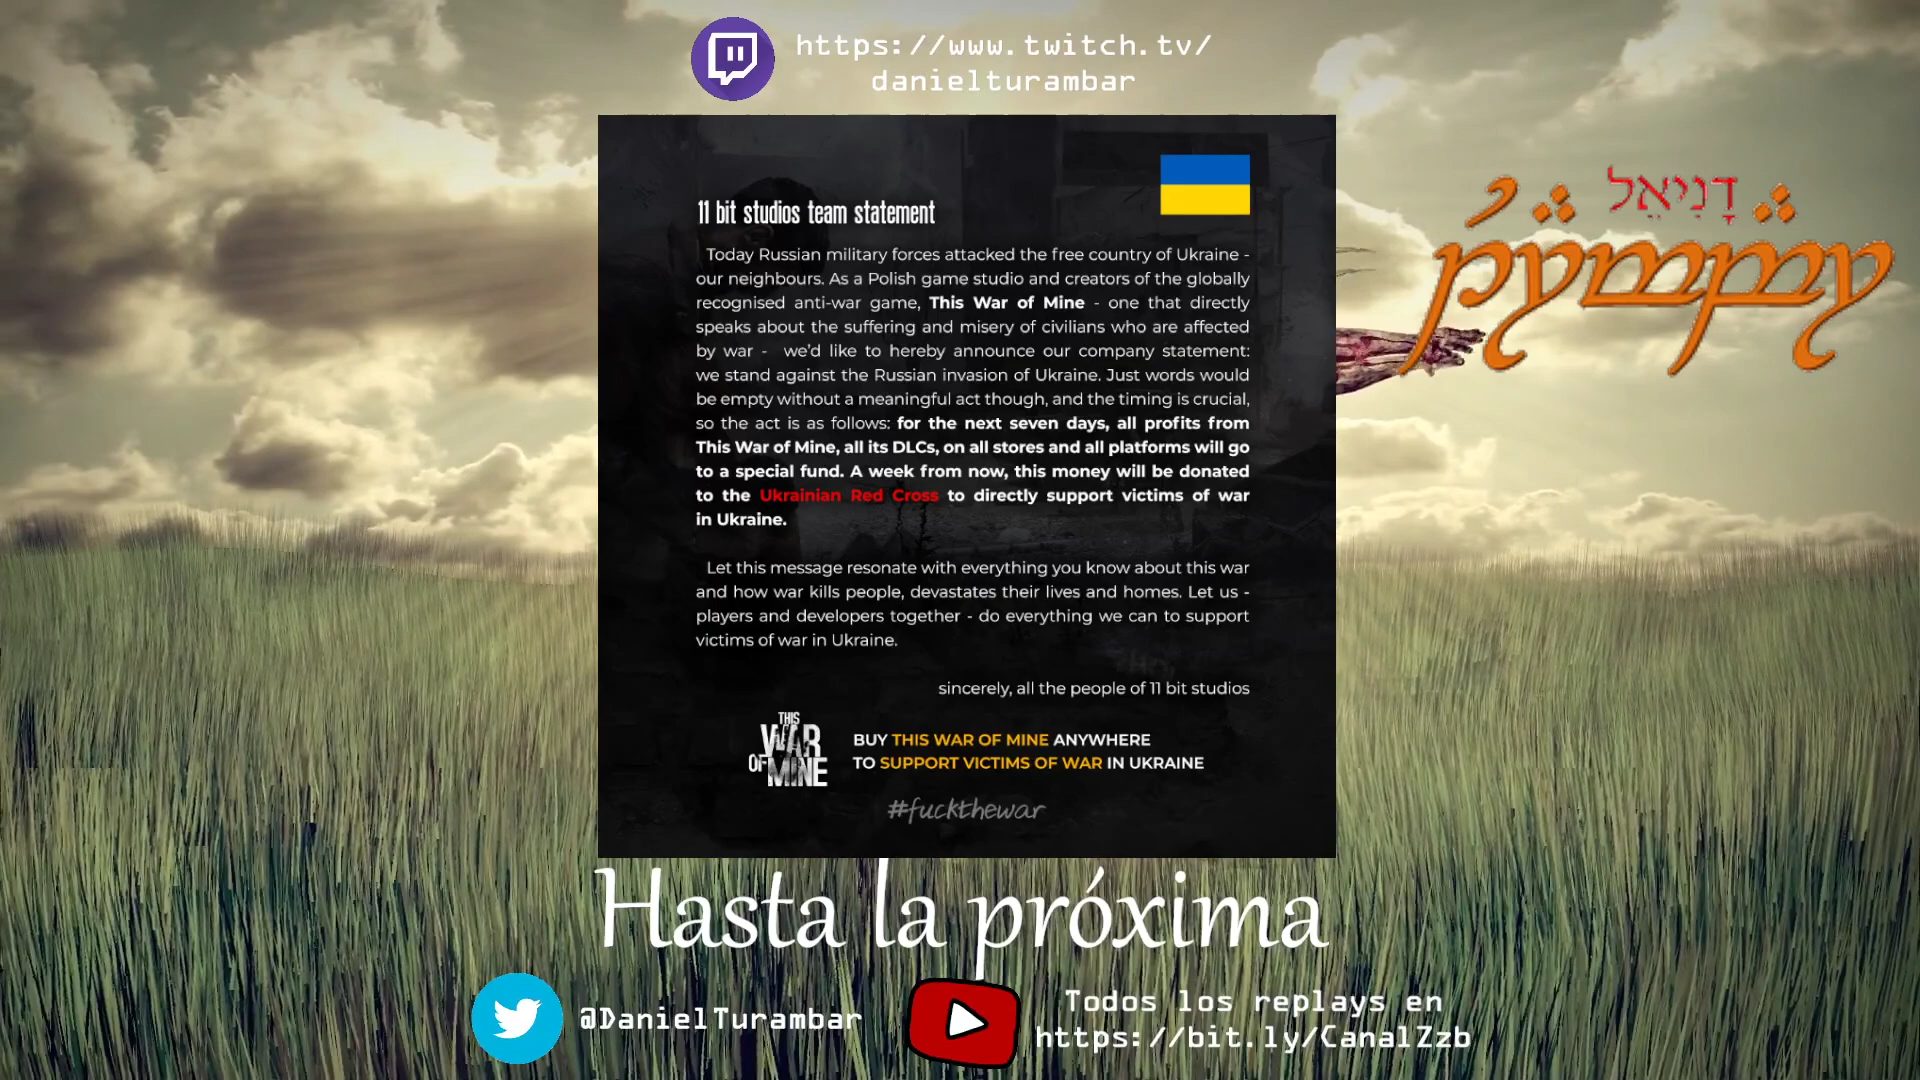 https://www.twitch.tv/
danielturambar
11 bit studios team statement
Today Russian military forces attacked the free country of Ukraine -
our neighbours. As a Polish game studio and creators of the globally
recognised anti-war game, This War of Mine - one that directly
speaks about the suffering and misery of civilians who are affected
by war - we'd like to hereby announce our company statement:
we stand against the Russian invasion of Ukraine. Just words would
be empty without a meaningful act though, and the timing is crucial,
so the act is as follows: for the next seven days, all profits from
This War of Mine, all its DLCs, on all stores and all platforms will go
to a special fund. A week from now, this money will be donated
to the Ukrainian Red Cross to directly support victims of war
in Ukraine.
Let this message resonate with everything you know about this war
and how war kills people, devastates their lives and homes. Let us -
players and developers together - do everything we can to support
victims of war in Ukraine.
sincerely, all the people of 11 bit studios
THIS
WAR
OF MINE
BUY THIS WAR OF MINE ANYWHERE
TO SUPPORT VICTIMS OF WAR IN UKRAINE
#fuckthewar
דָּנִיֵּאל
Hasta la próxima
@DanielTurambar
Todos los replays en
https://bit.ly/CanalZzb